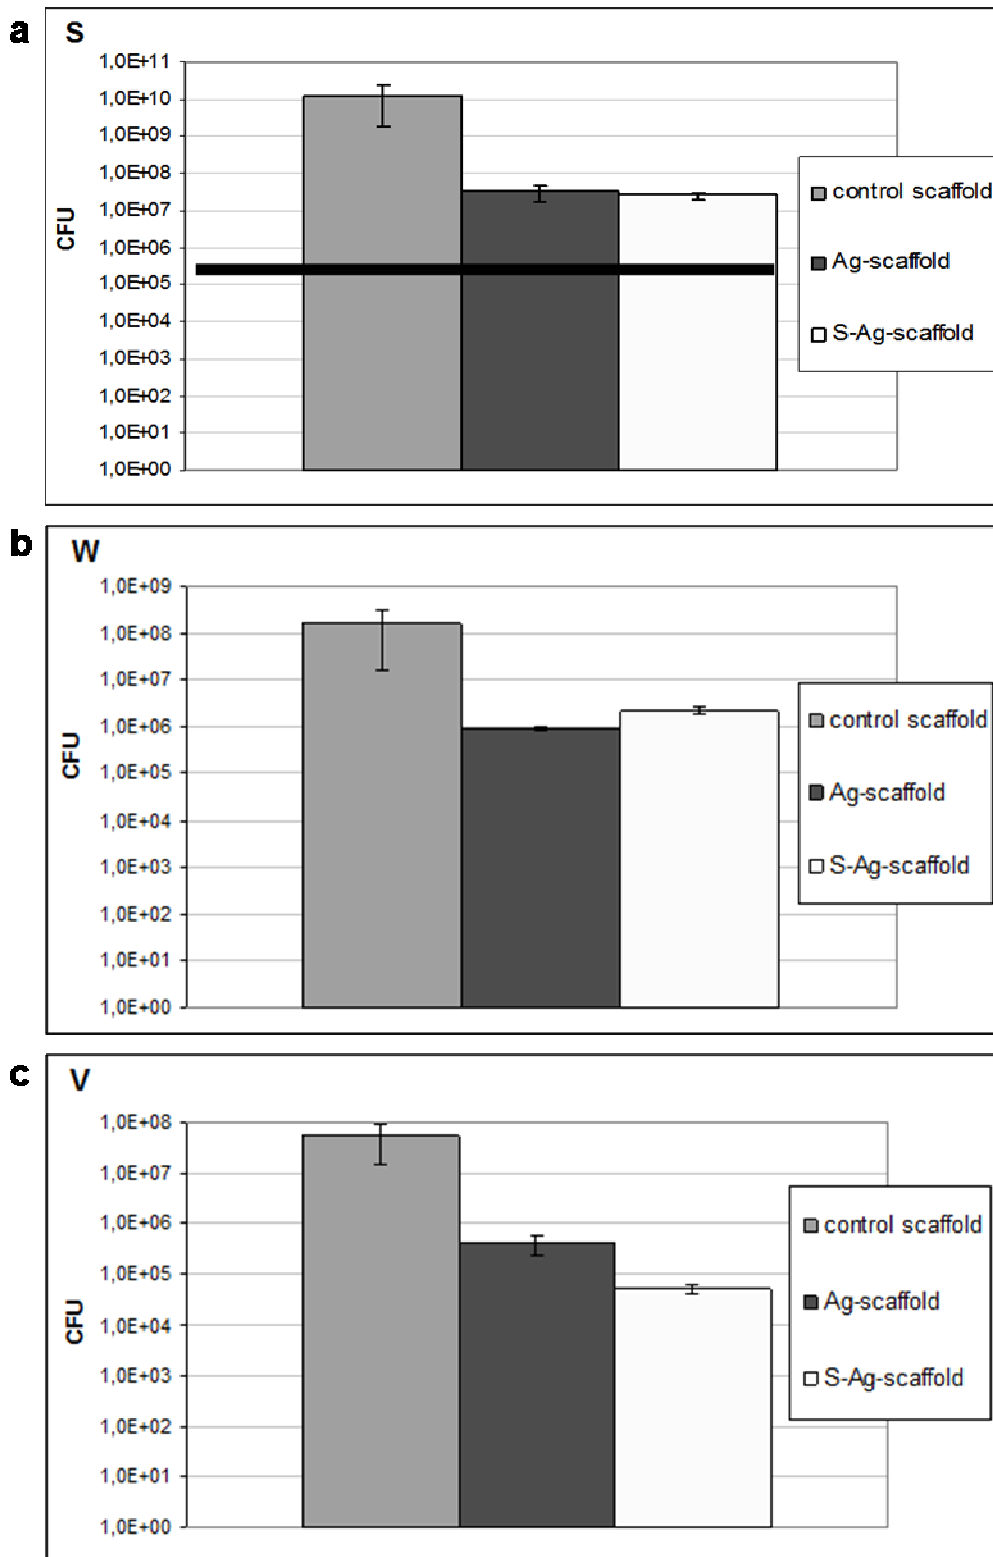 a
S
1,0E+11
1,0E+10
1,0E+09
1,0E+08
1,0E+07
1,0E+06
1,0E+05
1,0E+04
1,0E+03
1,0E+02
1,0E+01
1,0E+00
CFU
control scaffold
Ag-scaffold
S-Ag-scaffold
b
W
1,0E+09
1,0E+08
1,0E+07
1,0E+06
1,0E+05
1,0E+04
1,0E+03
1,0E+02
1,0E+01
1,0E+00
CFU
control scaffold
Ag-scaffold
S-Ag-scaffold
c
V
1,0E+08
1,0E+07
1,0E+06
1,0E+05
1,0E+04
1,0E+03
1,0E+02
1,0E+01
1,0E+00
CFU
control scaffold
Ag-scaffold
S-Ag-scaffold